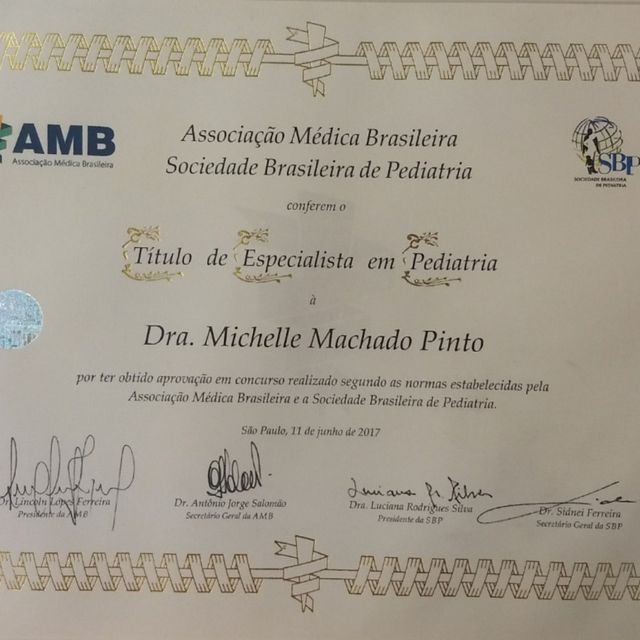 AMB
Associação Médica Brasileira
Associação Médica Brasileira
Sociedade Brasileira de Pediatria
SBP
SOCIEDADE BRASILEIRA
DE PEDIATRIA
conferem o
Título de Especialista em Pediatria
à
Dra. Michelle Machado Pinto
por ter obtido aprovação em concurso realizado segundo as normas estabelecidas pela
Associação Médica Brasileira e a Sociedade Brasileira de Pediatria.
São Paulo, 11 de junho de 2017
Dr. Lincoln Lopes Ferreira
Presidente da AMB
Dr. Antônio Jorge Salomão
Secretário Geral da AMB
Dra. Luciana Rodrigues Silva
Presidente da SBP
Dr. Sidnei Ferreira
Secretário Geral da SBP